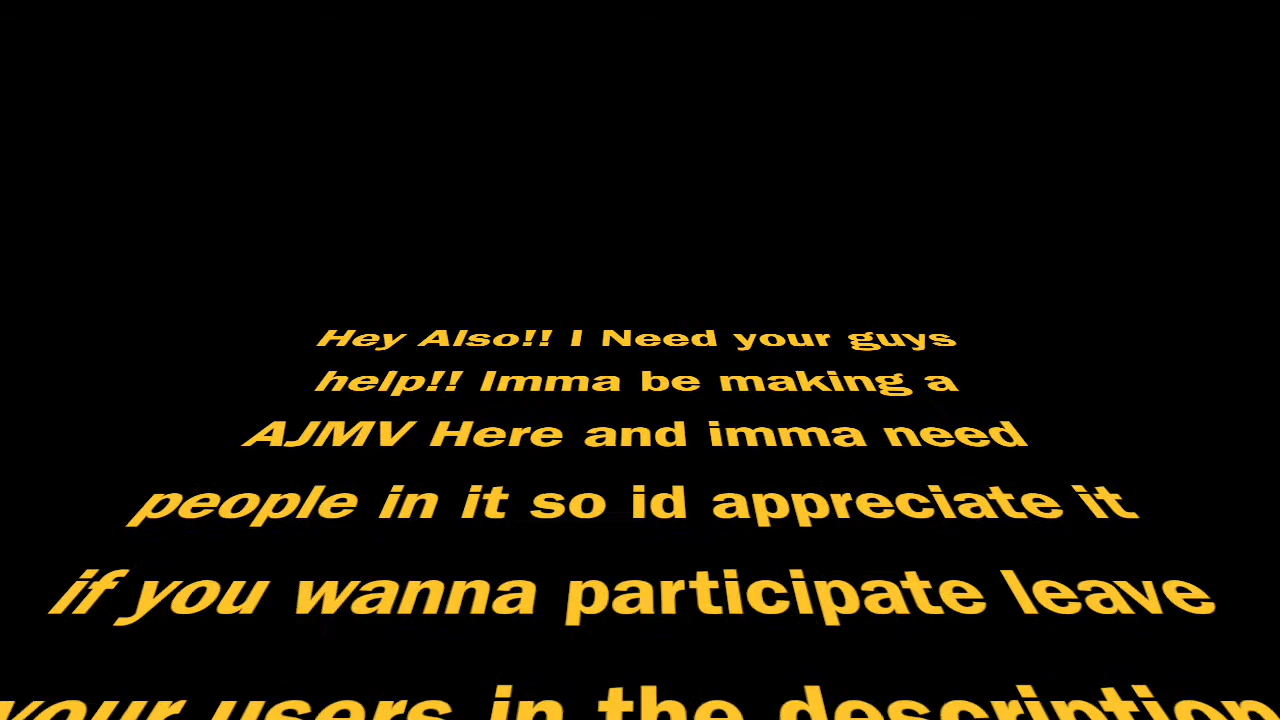 Hey Also!! I Need your guys
help!! Imma be making a
AJMV Here and imma need
people in it so id appreciate it
if you wanna participate leave
your users in the description